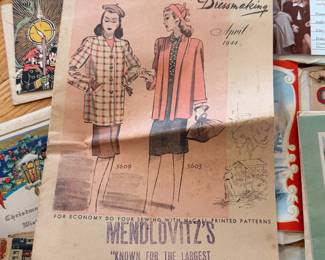 Dressmaking
April
1944
5609
5603
FOR ECONOMY DO YOUR SEWING WITH McCALL PRINTED PATTERNS
MENDLOVITZ'S
"KNOWN FOR THE LARGEST
Christmas